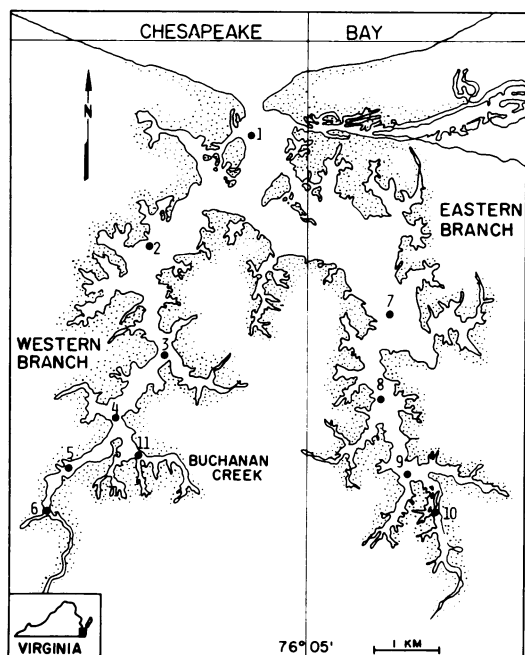 CHESAPEAKE BAY
N
1
EASTERN
BRANCH
2
7
WESTERN
BRANCH
3
8
4
11
5
BUCHANAN
CREEK
9
6
10
VIRGINIA
76°05'
1 KM